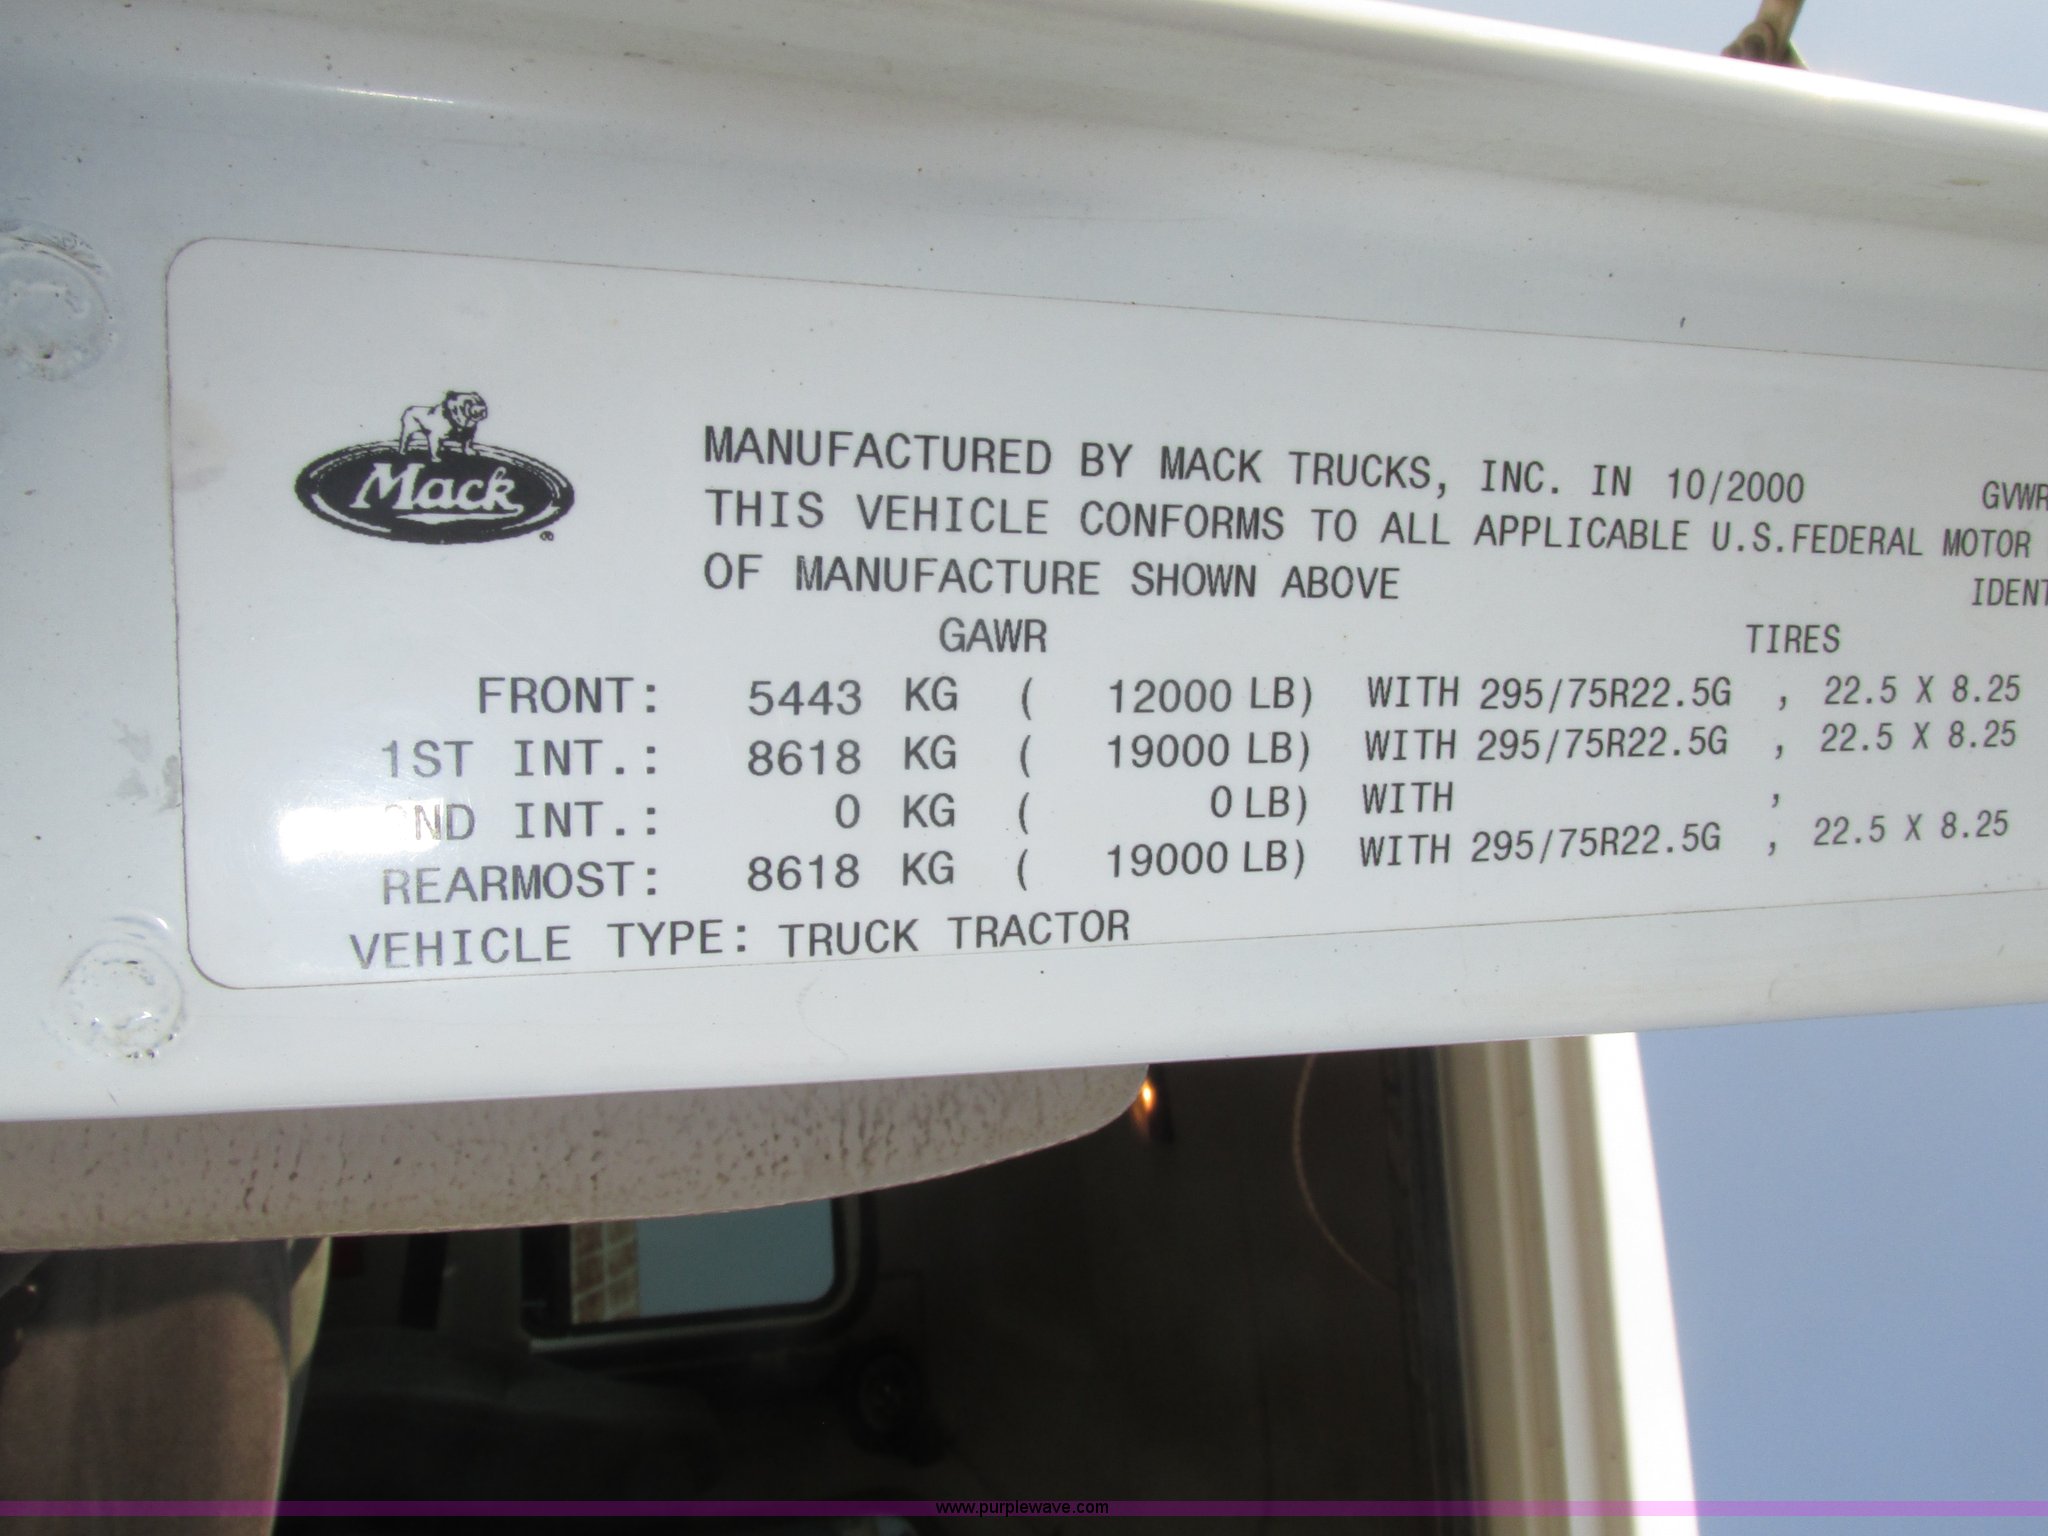 Mack
®
MANUFACTURED BY MACK TRUCKS, INC. IN 10/2000 GVWR
THIS VEHICLE CONFORMS TO ALL APPLICABLE U.S.FEDERAL MOTOR
OF MANUFACTURE SHOWN ABOVE IDENT
GAWR TIRES
FRONT: 5443 KG ( 12000 LB) WITH 295/75R22.5G , 22.5 X 8.25
1ST INT.: 8618 KG ( 19000 LB) WITH 295/75R22.5G , 22.5 X 8.25
2ND INT.: 0 KG ( 0 LB) WITH ,
REARMOST: 8618 KG ( 19000 LB) WITH 295/75R22.5G , 22.5 X 8.25
VEHICLE TYPE: TRUCK TRACTOR
www.purplewave.com